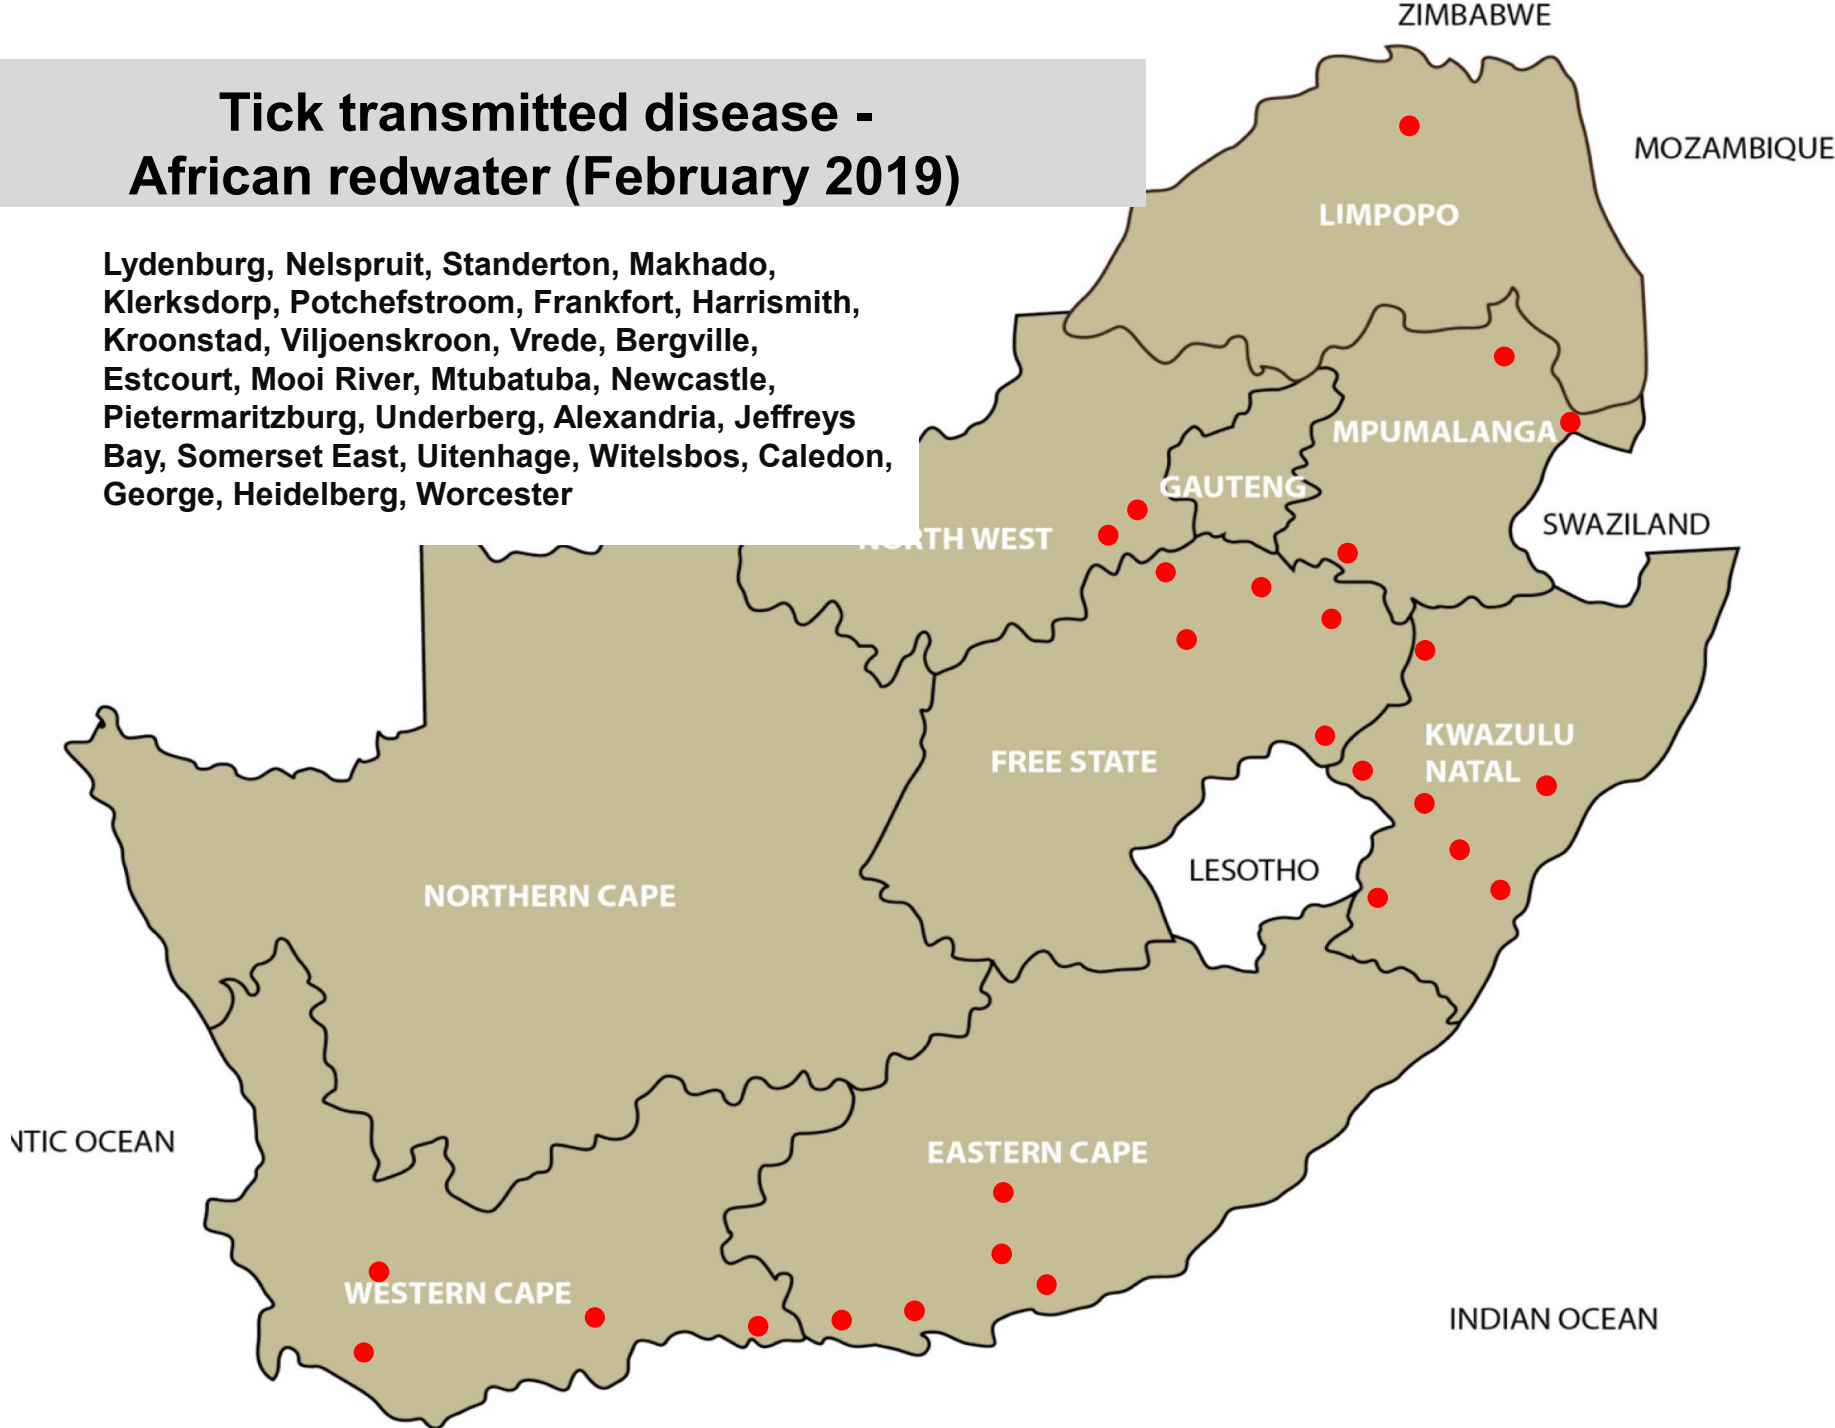 ZIMBABWE
Tick transmitted disease -
African redwater (February 2019)
MOZAMBIQUE
LIMPOPO
Lydenburg, Nelspruit, Standerton, Makhado,
Klerksdorp, Potchefstroom, Frankfort, Harrismith,
Kroonstad, Viljoenskroon, Vrede, Bergville,
Estcourt, Mooi River, Mtubatuba, Newcastle,
Pietermaritzburg, Underberg, Alexandria, Jeffreys
Bay, Somerset East, Uitenhage, Witelsbos, Caledon,
George, Heidelberg, Worcester
MPUMALANGA
GAUTENG
SWAZILAND
NORTH WEST
KWAZULU
NATAL
FREE STATE
LESOTHO
NORTHERN CAPE
NTIC OCEAN
EASTERN CAPE
WESTERN CAPE
INDIAN OCEAN